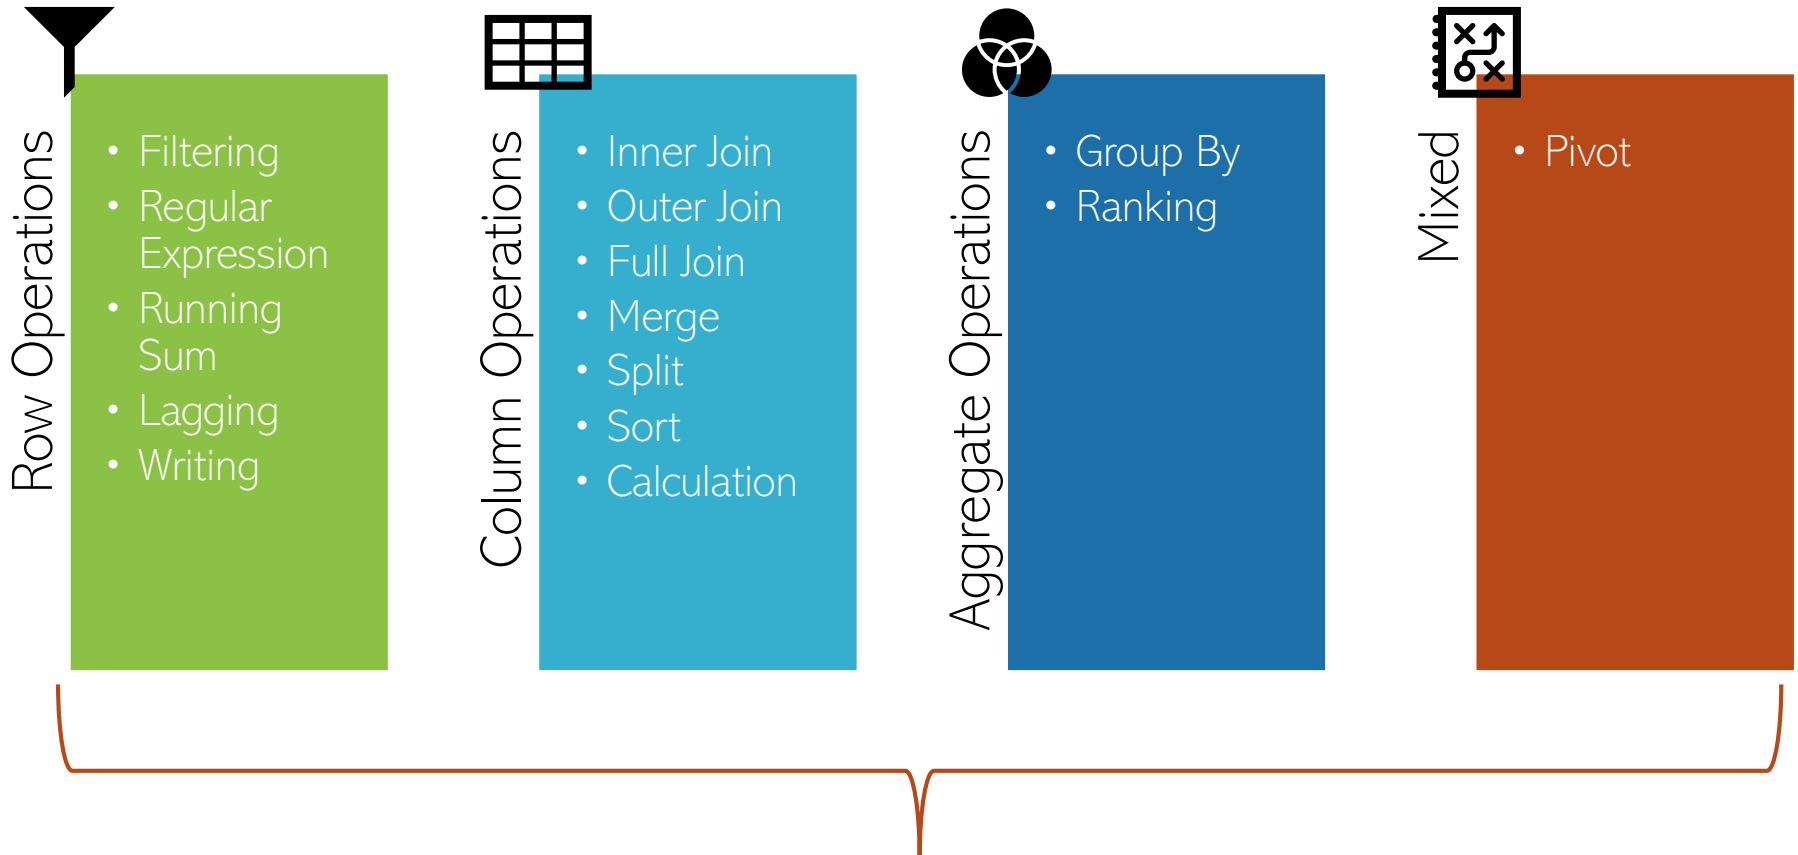 Row Operations
• Filtering
• Regular
Expression
• Running
Sum
• Lagging
• Writing
Column Operations
• Inner Join
• Outer Join
• Full Join
• Merge
• Split
• Sort
• Calculation
Aggregate Operations
• Group By
• Ranking
Mixed
• Pivot